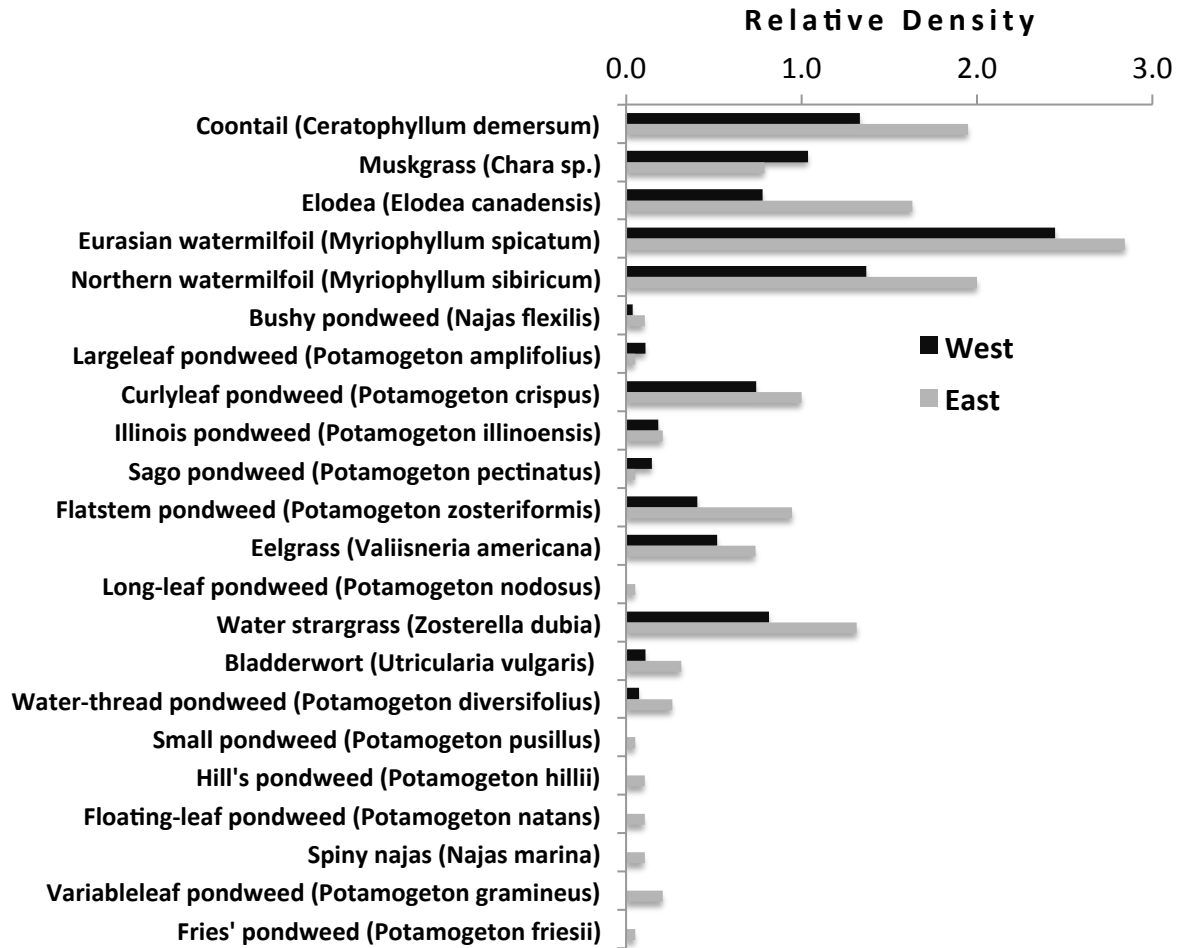 Relative Density
0.0 1.0 2.0 3.0
Coontail (Ceratophyllum demersum)
Muskgrass (Chara sp.)
Elodea (Elodea canadensis)
Eurasian watermilfoil (Myriophyllum spicatum)
Northern watermilfoil (Myriophyllum sibiricum)
Bushy pondweed (Najas flexilis)
Largeleaf pondweed (Potamogeton amplifolius)
Curlyleaf pondweed (Potamogeton crispus)
Illinois pondweed (Potamogeton illinoensis)
Sago pondweed (Potamogeton pectinatus)
Flatstem pondweed (Potamogeton zosteriformis)
Eelgrass (Valiisneria americana)
Long-leaf pondweed (Potamogeton nodosus)
Water strargrass (Zosterella dubia)
Bladderwort (Utricularia vulgaris)
Water-thread pondweed (Potamogeton diversifolius)
Small pondweed (Potamogeton pusillus)
Hill's pondweed (Potamogeton hillii)
Floating-leaf pondweed (Potamogeton natans)
Spiny najas (Najas marina)
Variableleaf pondweed (Potamogeton gramineus)
Fries' pondweed (Potamogeton friesii)
West
East